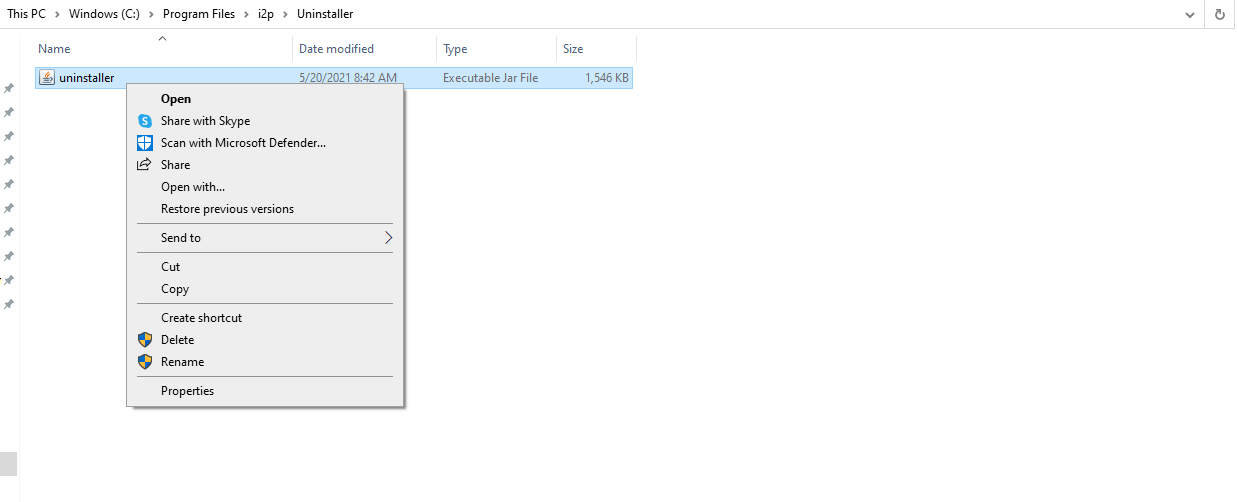 This PC > Windows (C:) > Program Files > i2p > Uninstaller
Name Date modified Type Size
uninstaller 5/20/2021 8:42 AM Executable Jar File 1,546 KB
Open
Share with Skype
Scan with Microsoft Defender...
Share
Open with...
Restore previous versions
Send to
Cut
Copy
Create shortcut
Delete
Rename
Properties